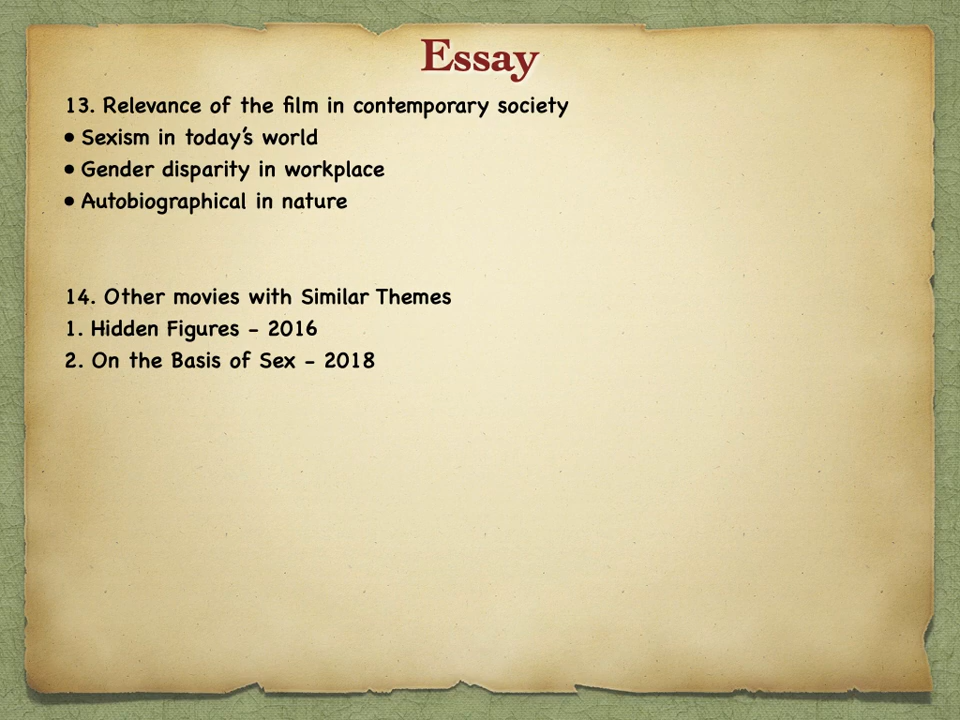 Essay
13. Relevance of the film in contemporary society
• Sexism in today's world
• Gender disparity in workplace
• Autobiographical in nature
14. Other movies with Similar Themes
1. Hidden Figures – 2016
2. On the Basis of Sex – 2018